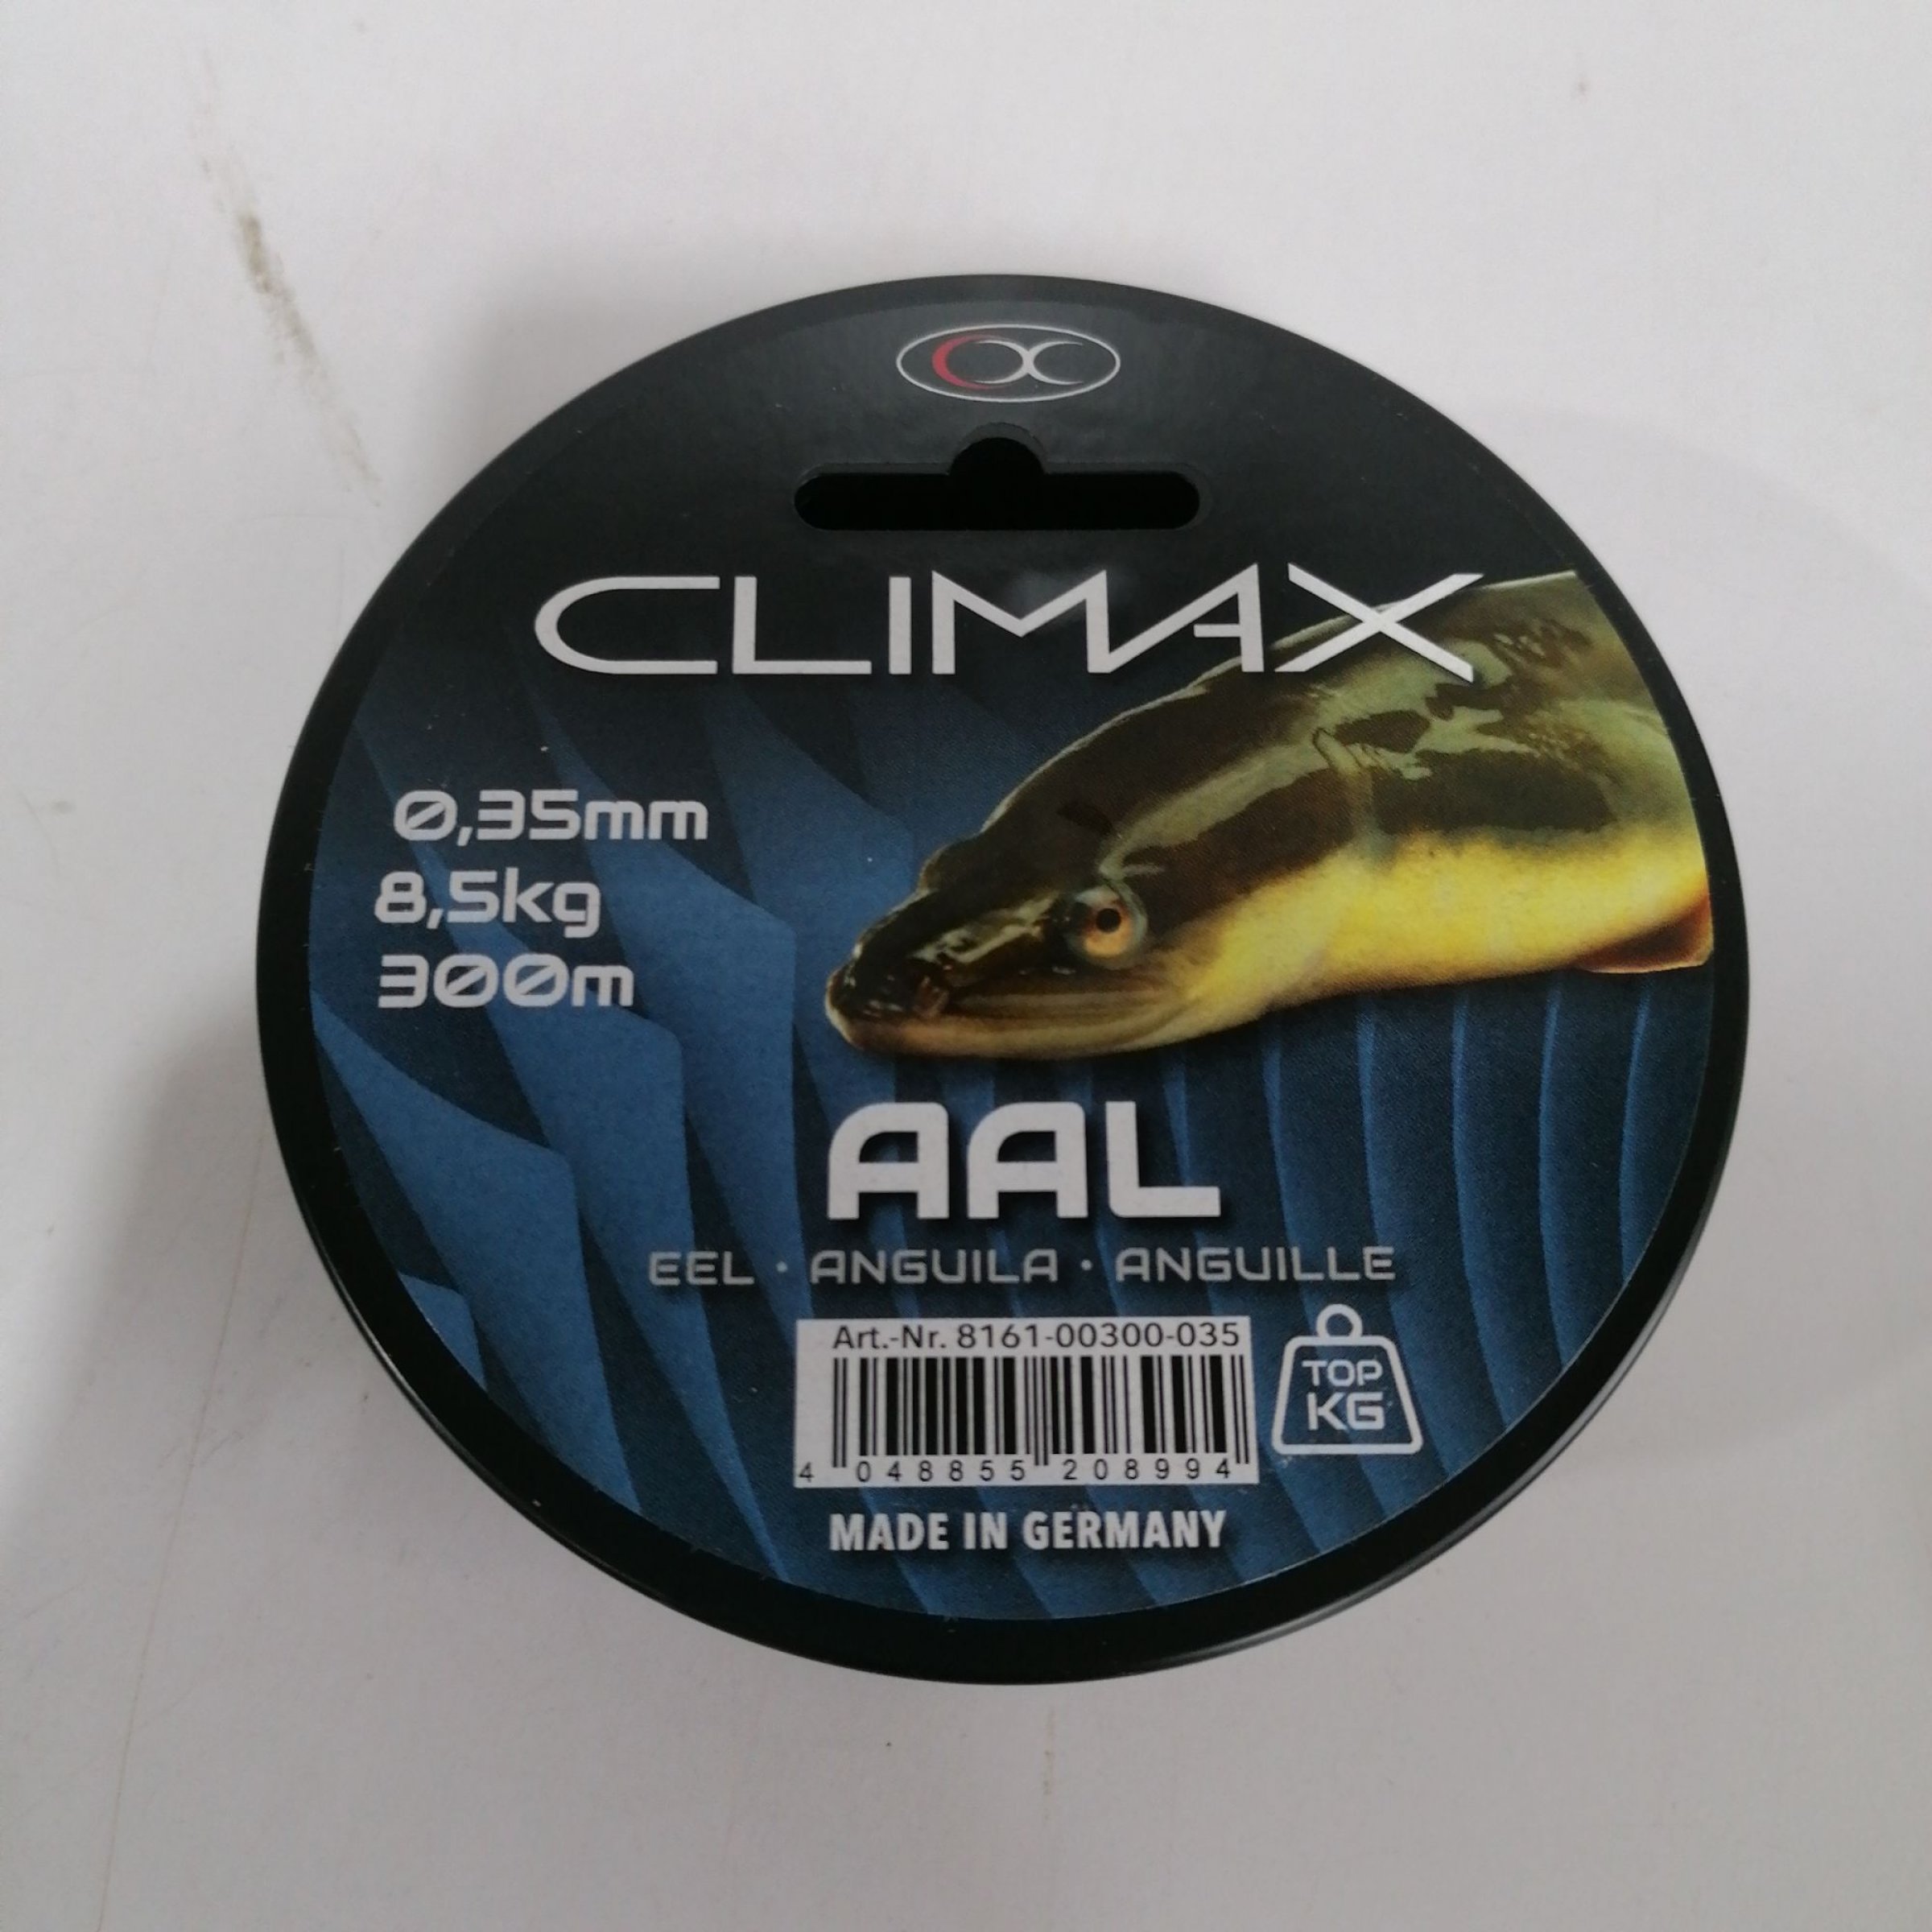 CLIMAX
0,35mm
8,5kg
300m
AAL
EEL · ANGUILA · ANGUILLE
Art.-Nr. 8161-00300-035
4 048855 208994
TOP
KG
MADE IN GERMANY